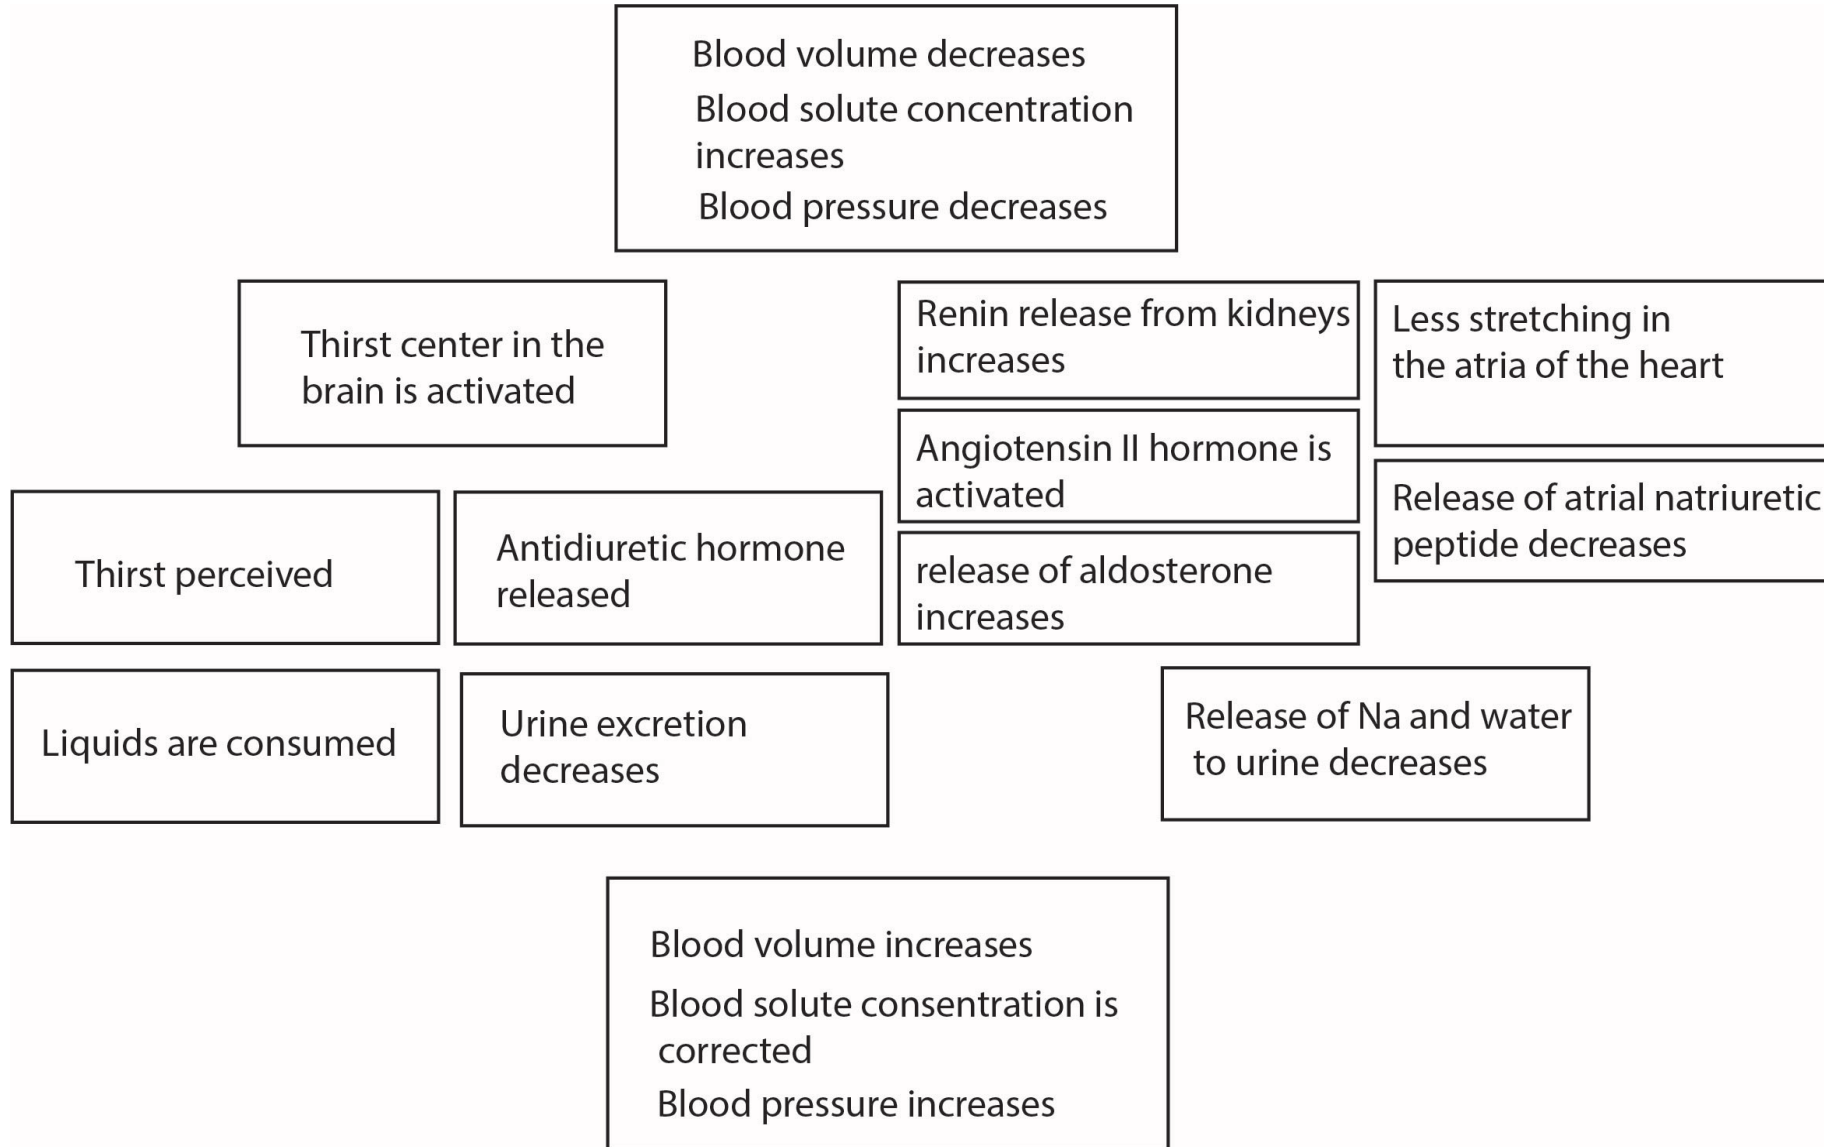 Blood volume decreases
Blood solute concentration
increases
Blood pressure decreases
Thirst center in the
brain is activated
Renin release from kidneys
increases
Less stretching in
the atria of the heart
Angiotensin II hormone is
activated
Release of atrial natriuretic
peptide decreases
Thirst perceived
Antidiuretic hormone
released
release of aldosterone
increases
Liquids are consumed
Urine excretion
decreases
Release of Na and water
to urine decreases
Blood volume increases
Blood solute consentration is
corrected
Blood pressure increases